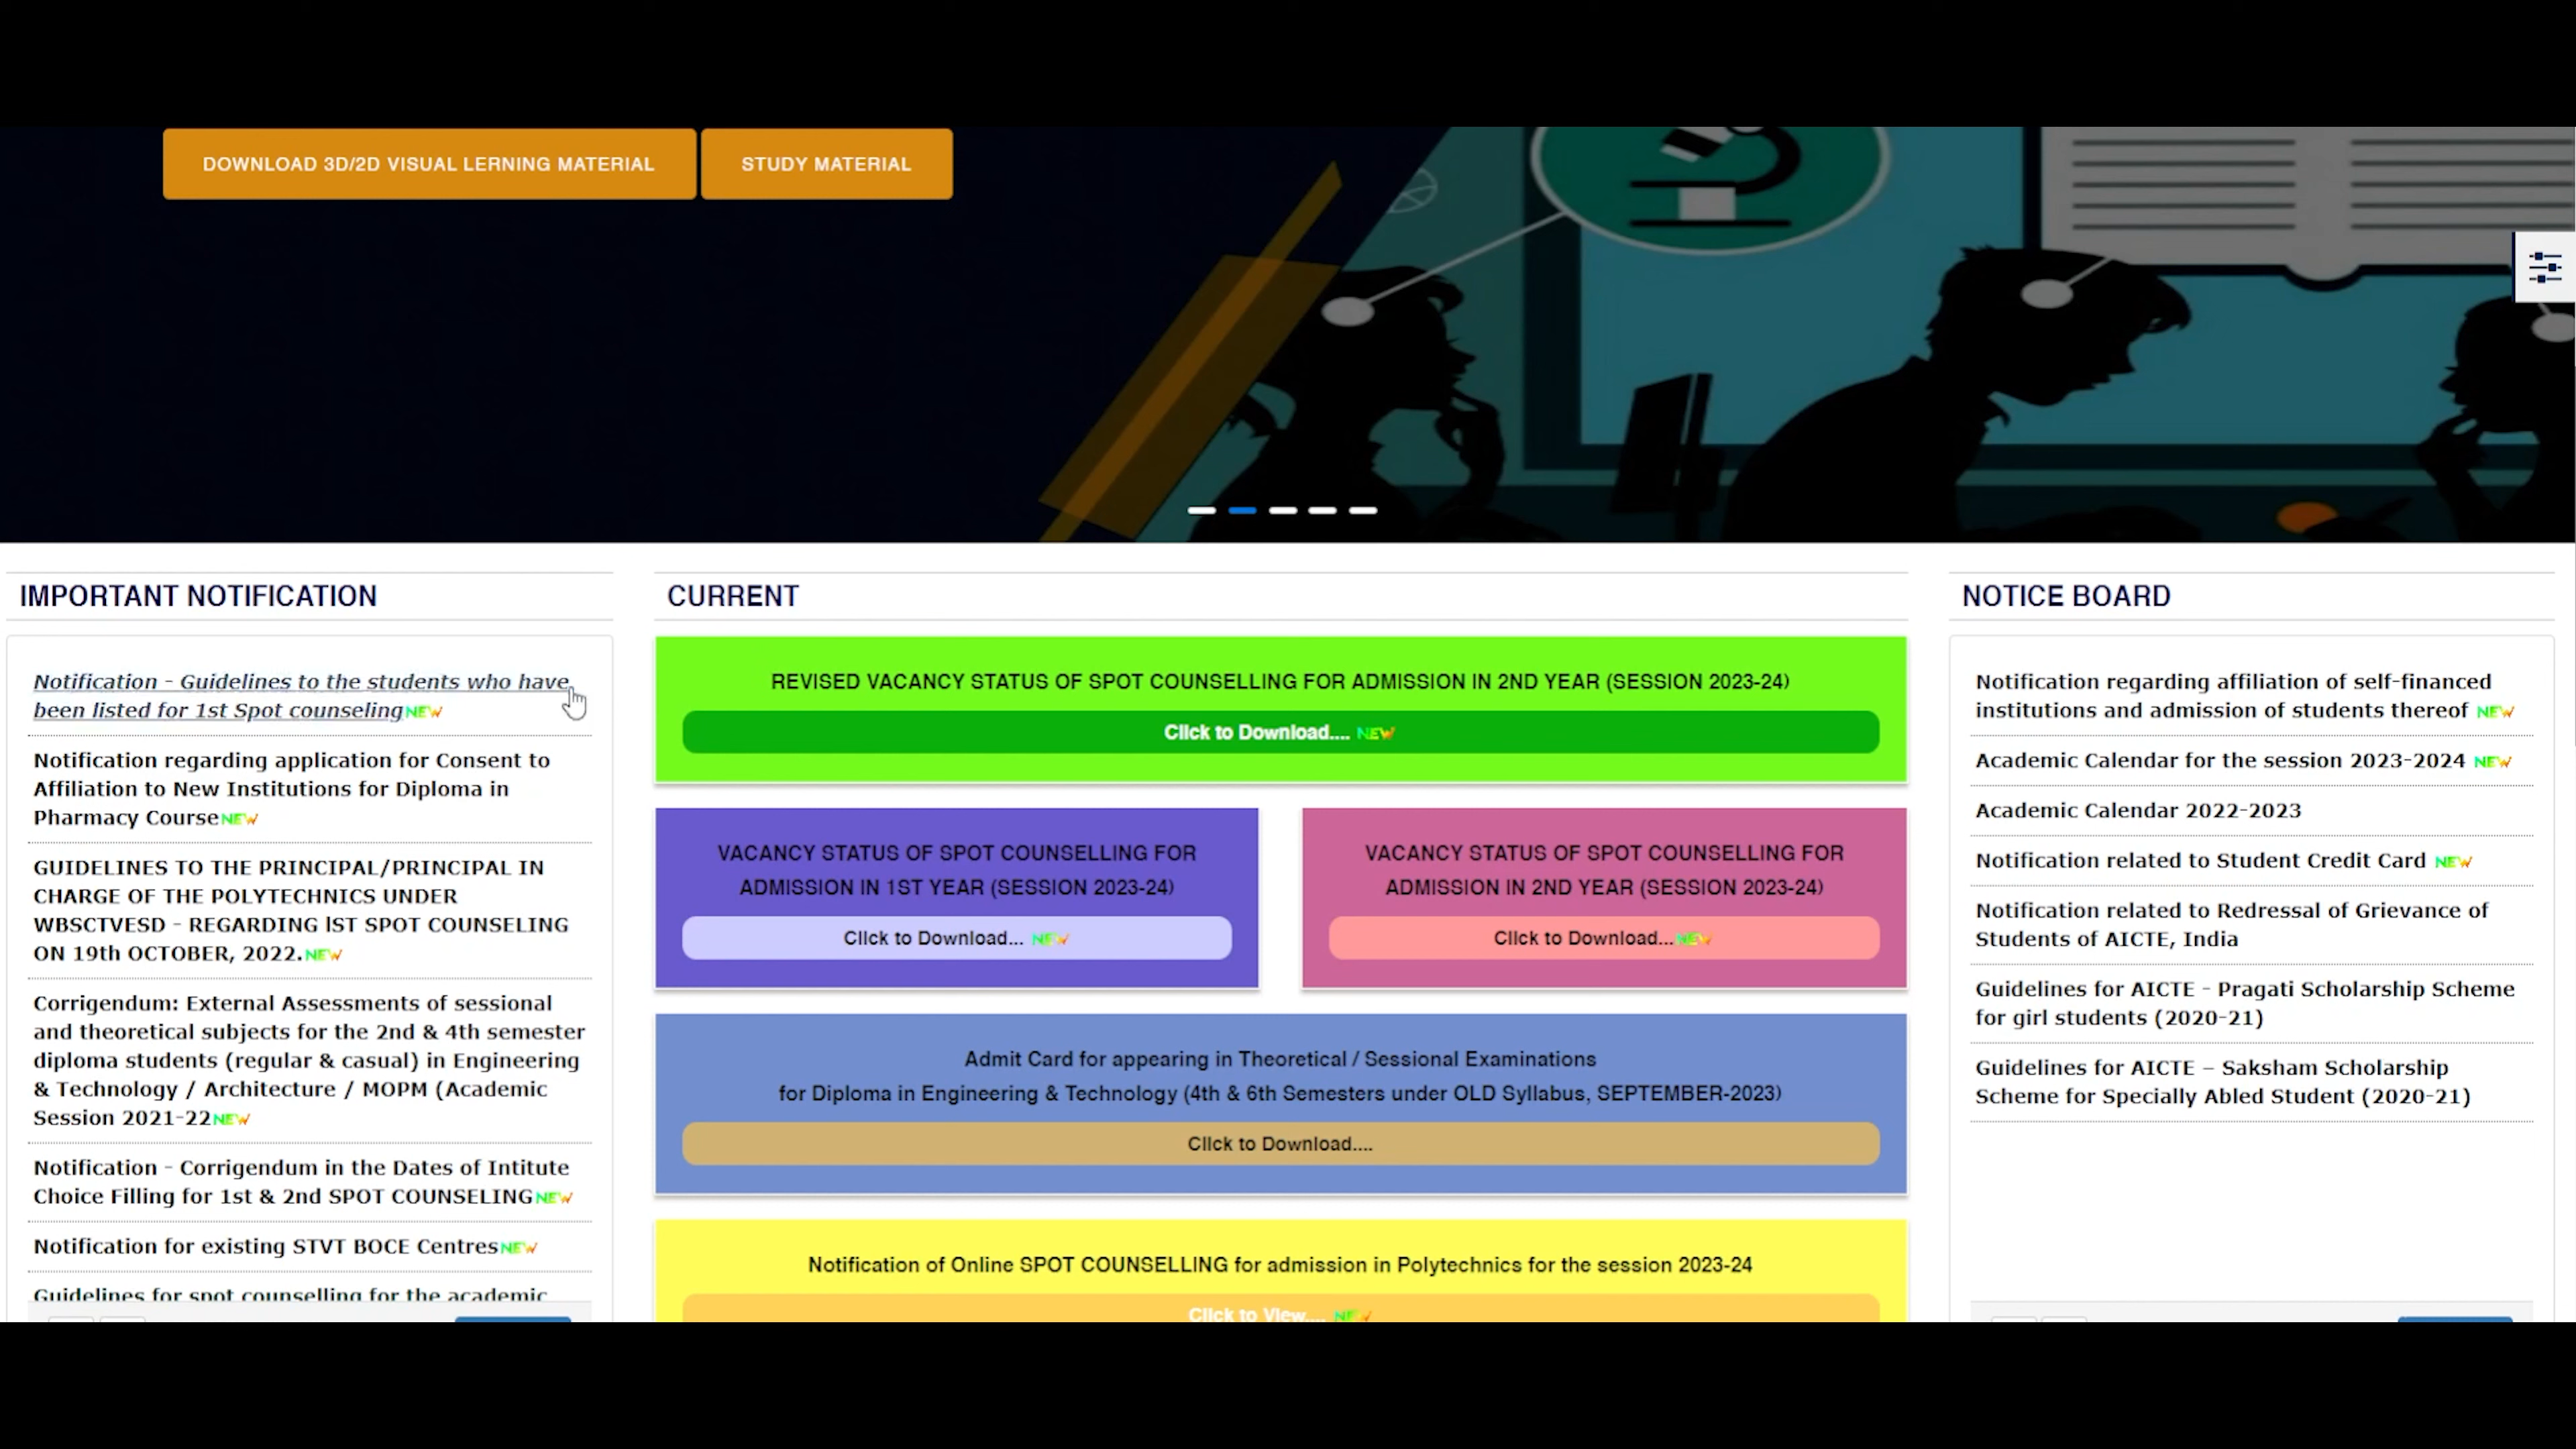 DOWNLOAD 3D/2D VISUAL LERNING MATERIAL
STUDY MATERIAL
IMPORTANT NOTIFICATION
Notification - Guidelines to the students who have
been listed for 1st Spot counseling NEW
Notification regarding application for Consent to
Affiliation to New Institutions for Diploma in
Pharmacy Course NEW
GUIDELINES TO THE PRINCIPAL/PRINCIPAL IN
CHARGE OF THE POLYTECHNICS UNDER
WBSCTVESD - REGARDING lST SPOT COUNSELING
ON 19th OCTOBER, 2022. NEW
Corrigendum: External Assessments of sessional
and theoretical subjects for the 2nd & 4th semester
diploma students (regular & casual) in Engineering
& Technology / Architecture / MOPM (Academic
Session 2021-22 NEW
Notification - Corrigendum in the Dates of Intitute
Choice Filling for 1st & 2nd SPOT COUNSELING NEW
Notification for existing STVT BOCE Centres NEW
Guidelines for spot counselling for the academic
CURRENT
REVISED VACANCY STATUS OF SPOT COUNSELLING FOR ADMISSION IN 2ND YEAR (SESSION 2023-24)
Click to Download.... NEW
VACANCY STATUS OF SPOT COUNSELLING FOR
ADMISSION IN 1ST YEAR (SESSION 2023-24)
Click to Download... NEW
VACANCY STATUS OF SPOT COUNSELLING FOR
ADMISSION IN 2ND YEAR (SESSION 2023-24)
Click to Download... NEW
Admit Card for appearing in Theoretical / Sessional Examinations
for Diploma in Engineering & Technology (4th & 6th Semesters under OLD Syllabus, SEPTEMBER-2023)
Click to Download....
Notification of Online SPOT COUNSELLING for admission in Polytechnics for the session 2023-24
Click to View.... NEW
NOTICE BOARD
Notification regarding affiliation of self-financed
institutions and admission of students thereof NEW
Academic Calendar for the session 2023-2024 NEW
Academic Calendar 2022-2023
Notification related to Student Credit Card NEW
Notification related to Redressal of Grievance of
Students of AICTE, India
Guidelines for AICTE - Pragati Scholarship Scheme
for girl students (2020-21)
Guidelines for AICTE – Saksham Scholarship
Scheme for Specially Abled Student (2020-21)